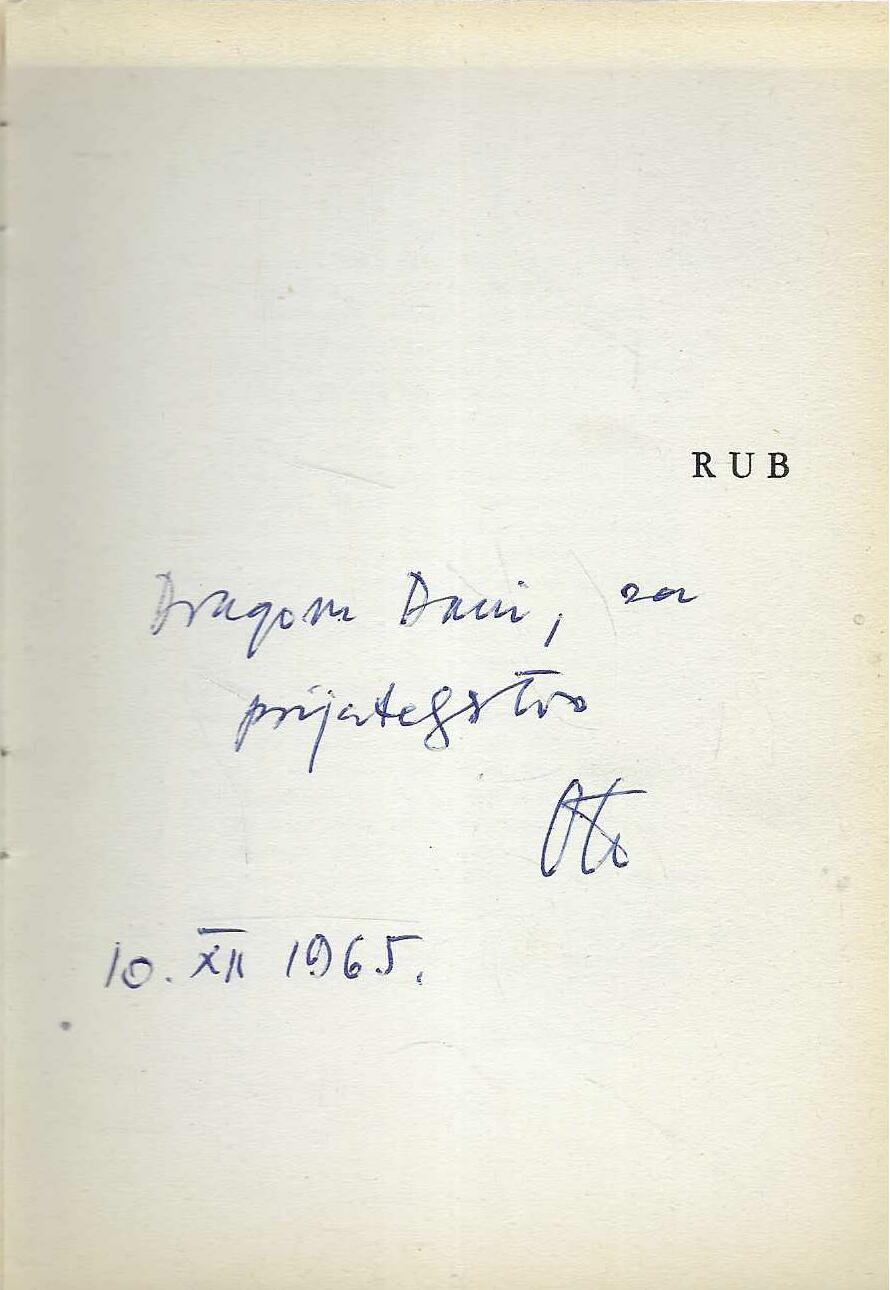 RUB
Dragom Dani, za
prijateljstvo
Oto
10. XII 1965.